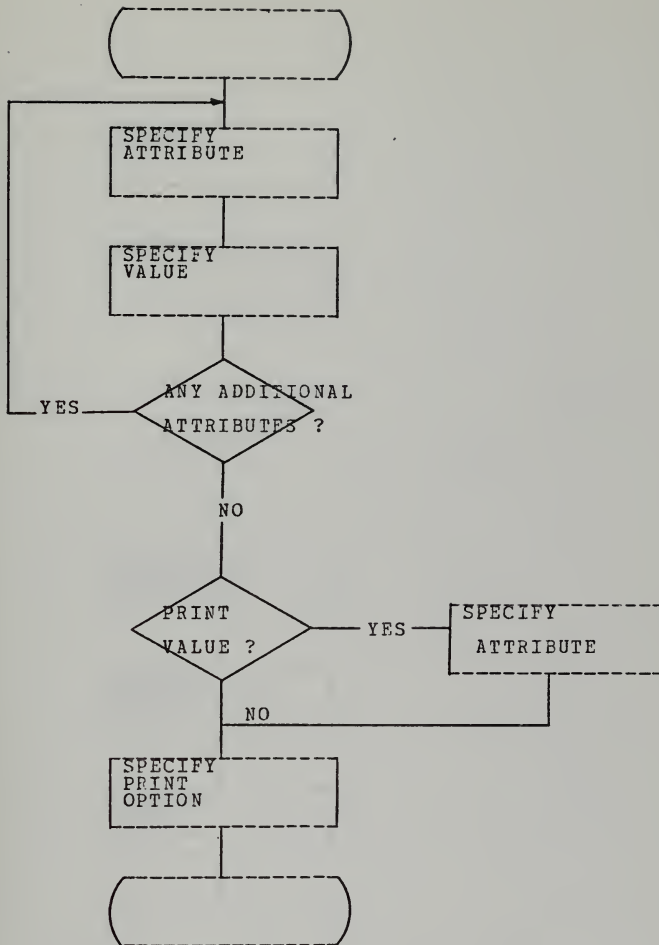 SPECIFY
ATTRIBUTE
SPECIFY
VALUE
ANY ADDITIONAL
ATTRIBUTES ?
YES
NO
PRINT
VALUE ?
YES
SPECIFY
ATTRIBUTE
NO
SPECIFY
PRINT
OPTION